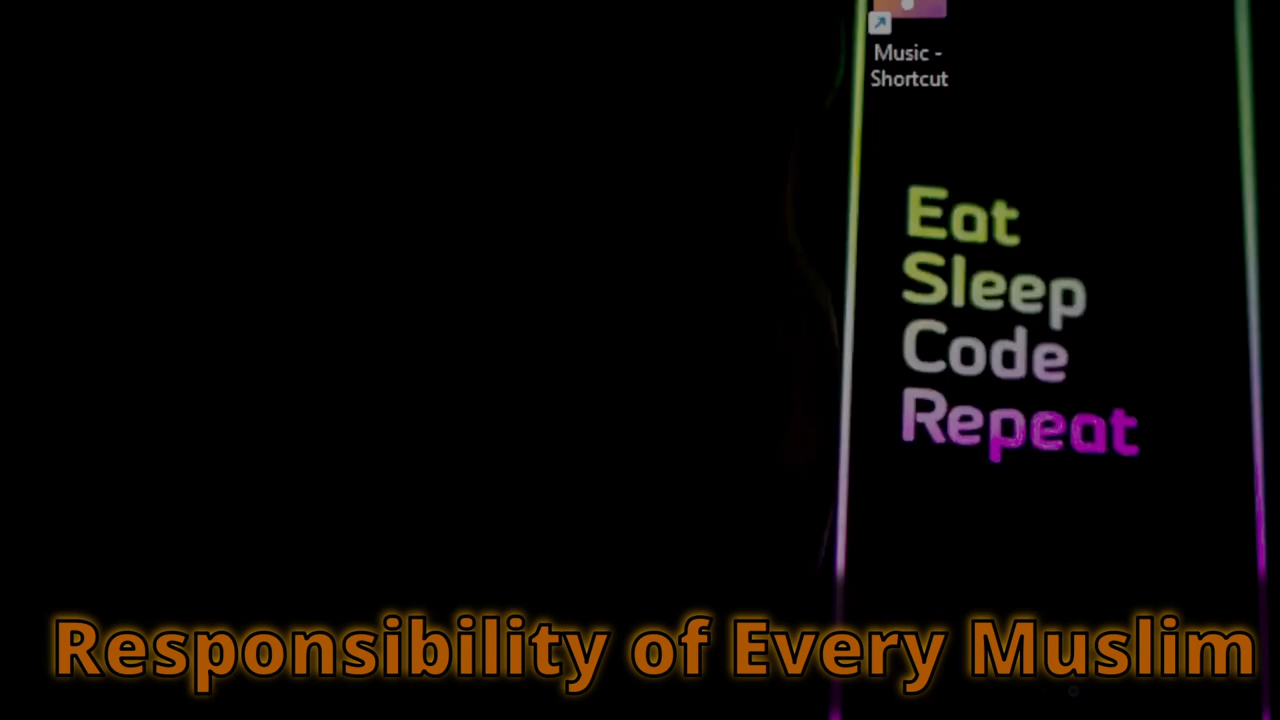 Music -
Shortcut
Eat
Sleep
Code
Repeat
Responsibility of Every Muslim